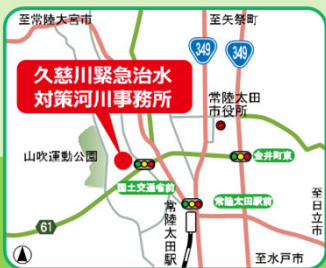 至常陸大宮市
至矢祭町
349
349
久慈川緊急治水
対策河川事務所
常陸太田
市役所
山吹運動公園
金井町東
国土交通省前
常陸太田駅前
至日立市
61
常陸太田駅
至水戸市